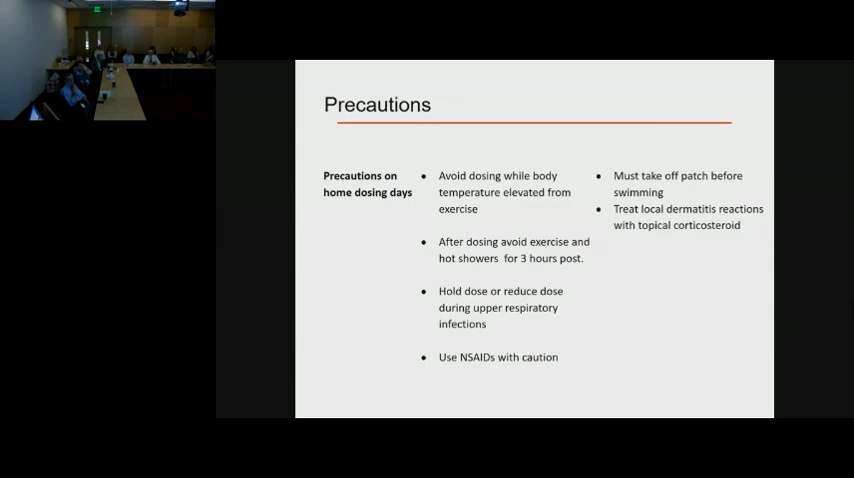 Precautions
Precautions on
home dosing days
● Avoid dosing while body
temperature elevated from
exercise
● After dosing avoid exercise and
hot showers  for 3 hours post.
● Hold dose or reduce dose
during upper respiratory
infections
● Use NSAIDs with caution
● Must take off patch before
swimming
● Treat local dermatitis reactions
with topical corticosteroid